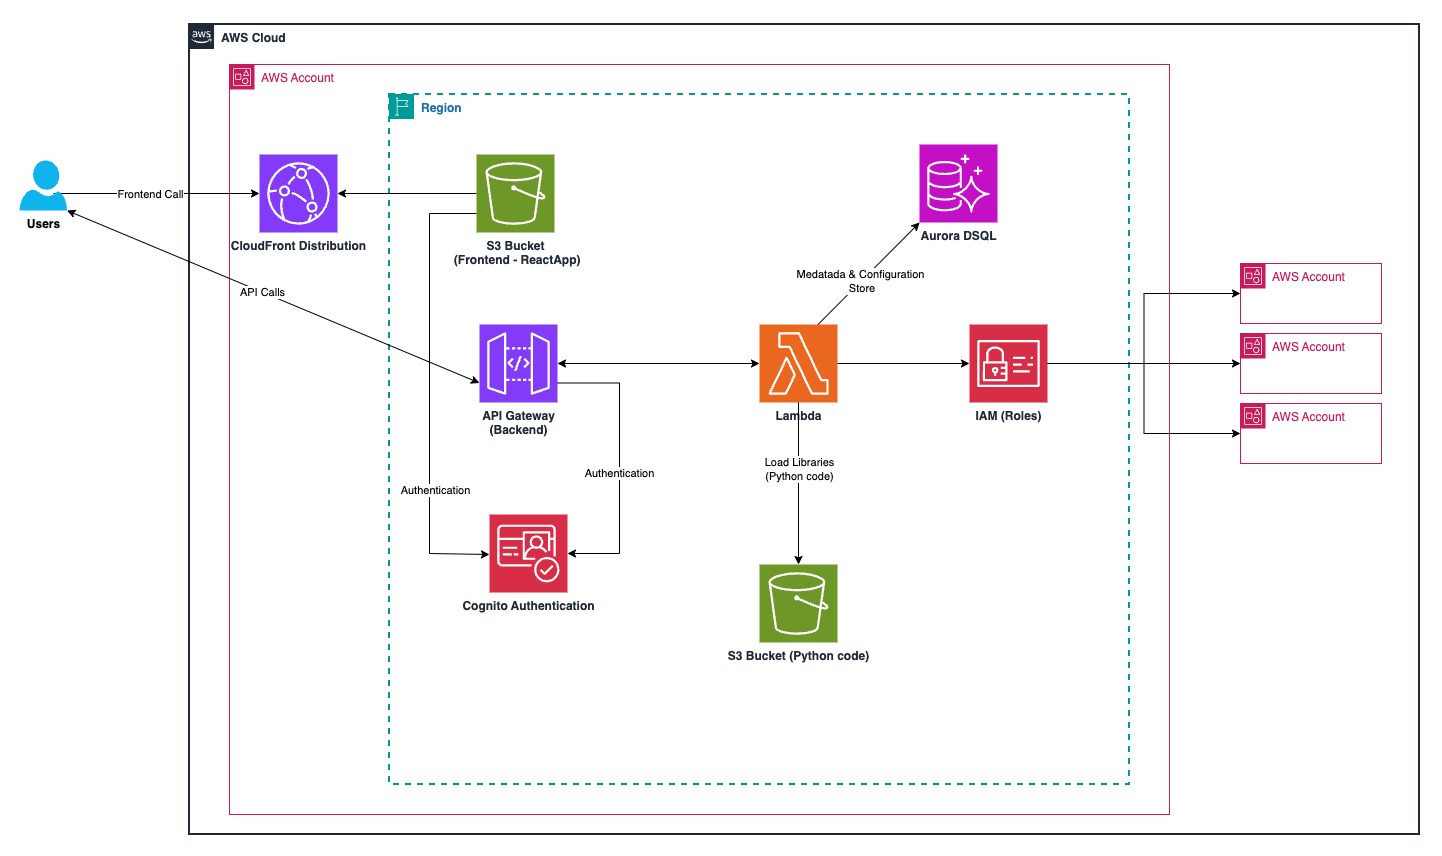 aws
AWS Cloud
AWS Account
Region
Users
Frontend Call
CloudFront Distribution
S3 Bucket
(Frontend - ReactApp)
Aurora DSQL
Medatada & Configuration
Store
API Calls
</>
API Gateway
(Backend)
Lambda
IAM (Roles)
AWS Account
AWS Account
AWS Account
Load Libraries
(Python code)
Authentication
Authentication
Cognito Authentication
S3 Bucket (Python code)